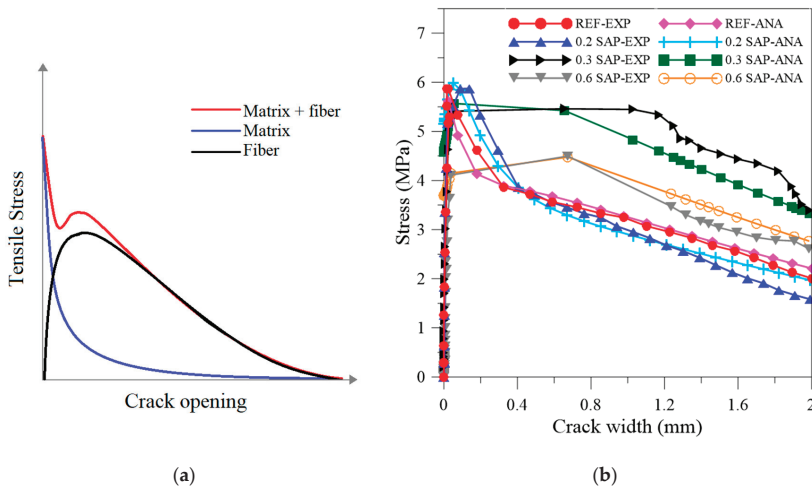 Tensile Stress
Matrix + fiber
Matrix
Fiber
Crack opening
(a)
Stress (MPa)
7
6
5
4
3
2
1
0
REF-EXP
REF-ANA
0.2 SAP-EXP
0.2 SAP-ANA
0.3 SAP-EXP
0.3 SAP-ANA
0.6 SAP-EXP
0.6 SAP-ANA
0 0.4 0.8 1.2 1.6 2
Crack width (mm)
(b)